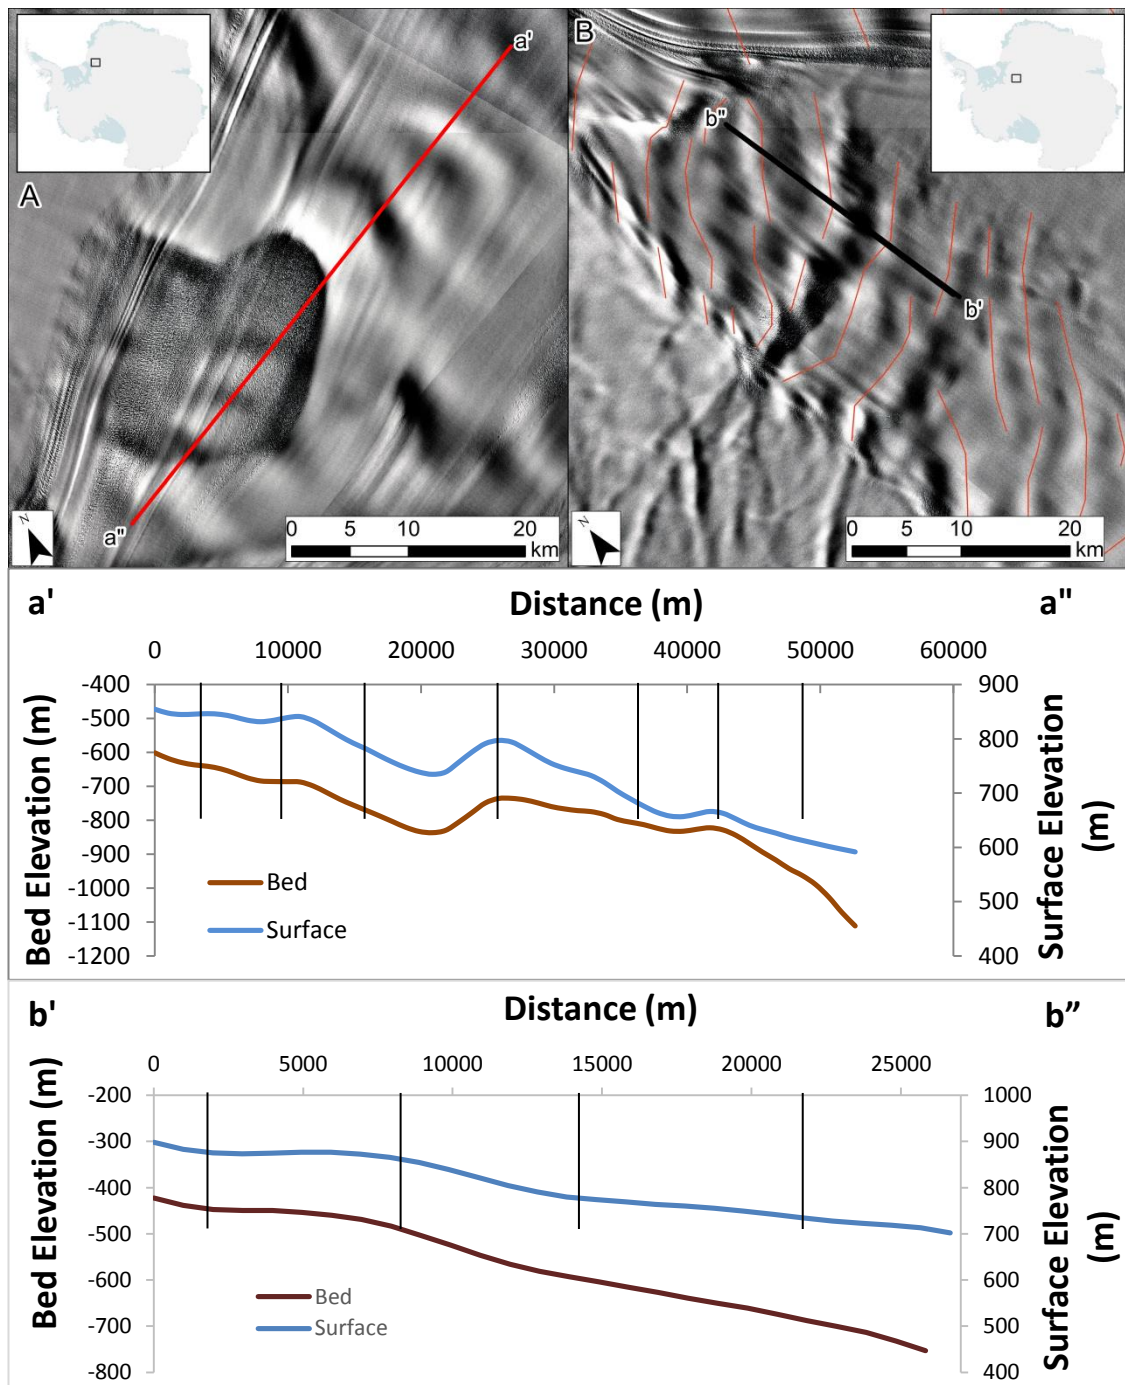 A
a'
a"
N
0 5 10 20
km
B
b"
b'
N
0 5 10 20
km
a' Distance (m) a"
0 10000 20000 30000 40000 50000 60000
Bed Elevation (m)
-400
-500
-600
-700
-800
-900
-1000
-1100
-1200
Bed
Surface
900
800
700
600
500
400
Surface Elevation
(m)
b' Distance (m) b”
0 5000 10000 15000 20000 25000
Bed Elevation (m)
-200
-300
-400
-500
-600
-700
-800
Bed
Surface
1000
900
800
700
600
500
400
Surface Elevation
(m)